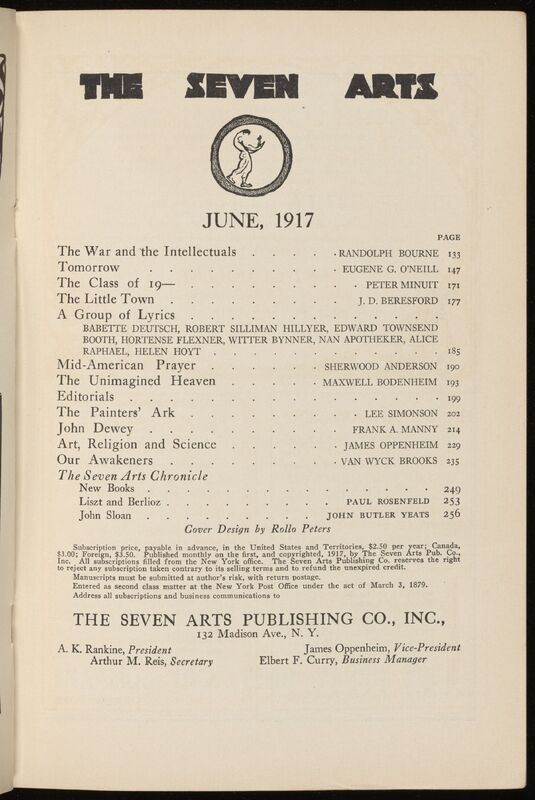 THE SEVEN ARTS
JUNE, 1917
PAGE
The War and the Intellectuals . . . . . RANDOLPH BOURNE 133
Tomorrow . . . . . . . . . . EUGENE G. O'NEILL 147
The Class of 19— . . . . . . . . . PETER MINUIT 171
The Little Town . . . . . . . . . J. D. BERESFORD 177
A Group of Lyrics . . . . . . . . . . . . .
BABETTE DEUTSCH, ROBERT SILLIMAN HILLYER, EDWARD TOWNSEND
BOOTH, HORTENSE FLEXNER, WITTER BYNNER, NAN APOTHEKER, ALICE
RAPHAEL, HELEN HOYT . . . . . . . . . . . 185
Mid-American Prayer . . . . . . SHERWOOD ANDERSON 190
The Unimagined Heaven . . . . . MAXWELL BODENHEIM 193
Editorials . . . . . . . . . . . . . . . 199
The Painters' Ark . . . . . . . . . LEE SIMONSON 202
John Dewey . . . . . . . . . . FRANK A. MANNY 214
Art, Religion and Science . . . . . . JAMES OPPENHEIM 229
Our Awakeners . . . . . . . . . VAN WYCK BROOKS 235
The Seven Arts Chronicle
New Books . . . . . . . . . . . . . . 249
Liszt and Berlioz . . . . . . . . PAUL ROSENFELD 253
John Sloan . . . . . . . . . JOHN BUTLER YEATS 256
Cover Design by Rollo Peters
Subscription price, payable in advance, in the United States and Territories, $2.50 per year; Canada,
$3.00; Foreign, $3.50. Published monthly on the first, and copyrighted, 1917, by The Seven Arts Pub. Co.,
Inc. All subscriptions filled from the New York office. The Seven Arts Publishing Co. reserves the right
to reject any subscription taken contrary to its selling terms and to refund the unexpired credit.
Manuscripts must be submitted at author's risk, with return postage.
Entered as second class matter at the New York Post Office under the act of March 3, 1879.
Address all subscriptions and business communications to
THE SEVEN ARTS PUBLISHING CO., INC.,
132 Madison Ave., N. Y.
A. K. Rankine, President James Oppenheim, Vice-President
Arthur M. Reis, Secretary Elbert F. Curry, Business Manager